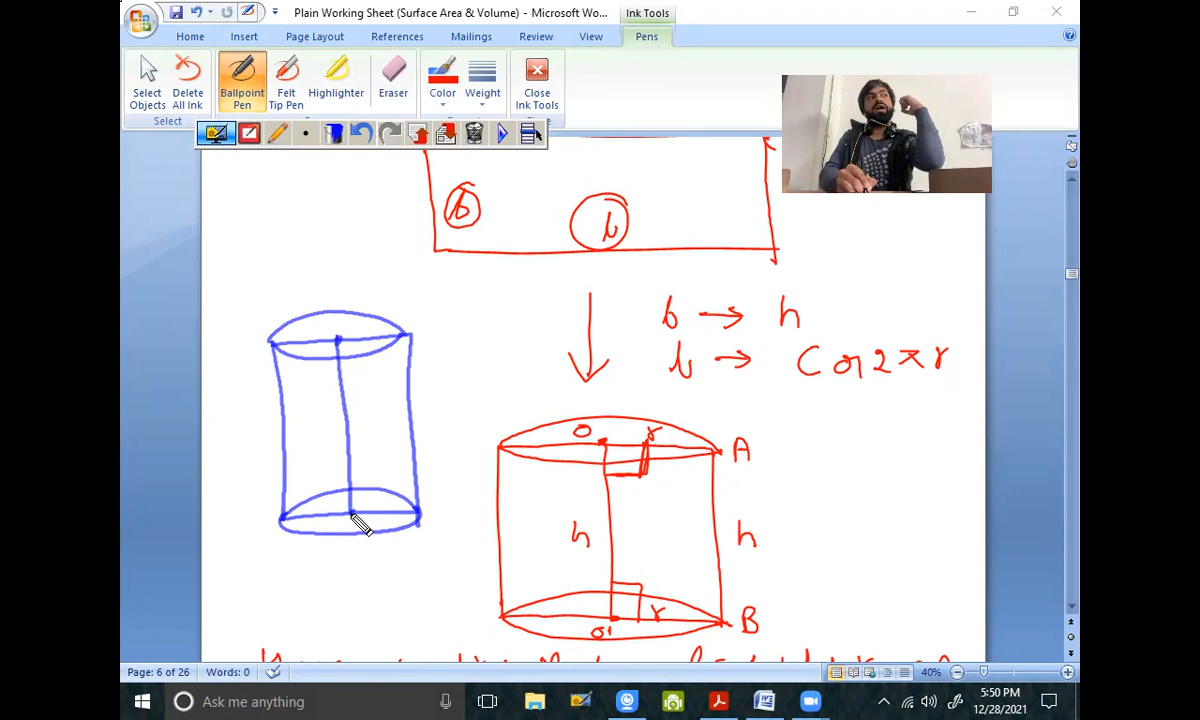 Plain Working Sheet (Surface Area & Volume) - Microsoft Wo...
Ink Tools
Home
Insert
Page Layout
References
Mailings
Review
View
Pens
Select Objects
Delete All Ink
Ballpoint Pen
Felt Tip Pen
Highlighter
Eraser
Color
Weight
Close Ink Tools
Select
b
b → h
→ C or 2πr
O r A
h h
r B
O'
Page: 6 of 26
Words: 0
40%
Ask me anything
5:50 PM
12/28/2021